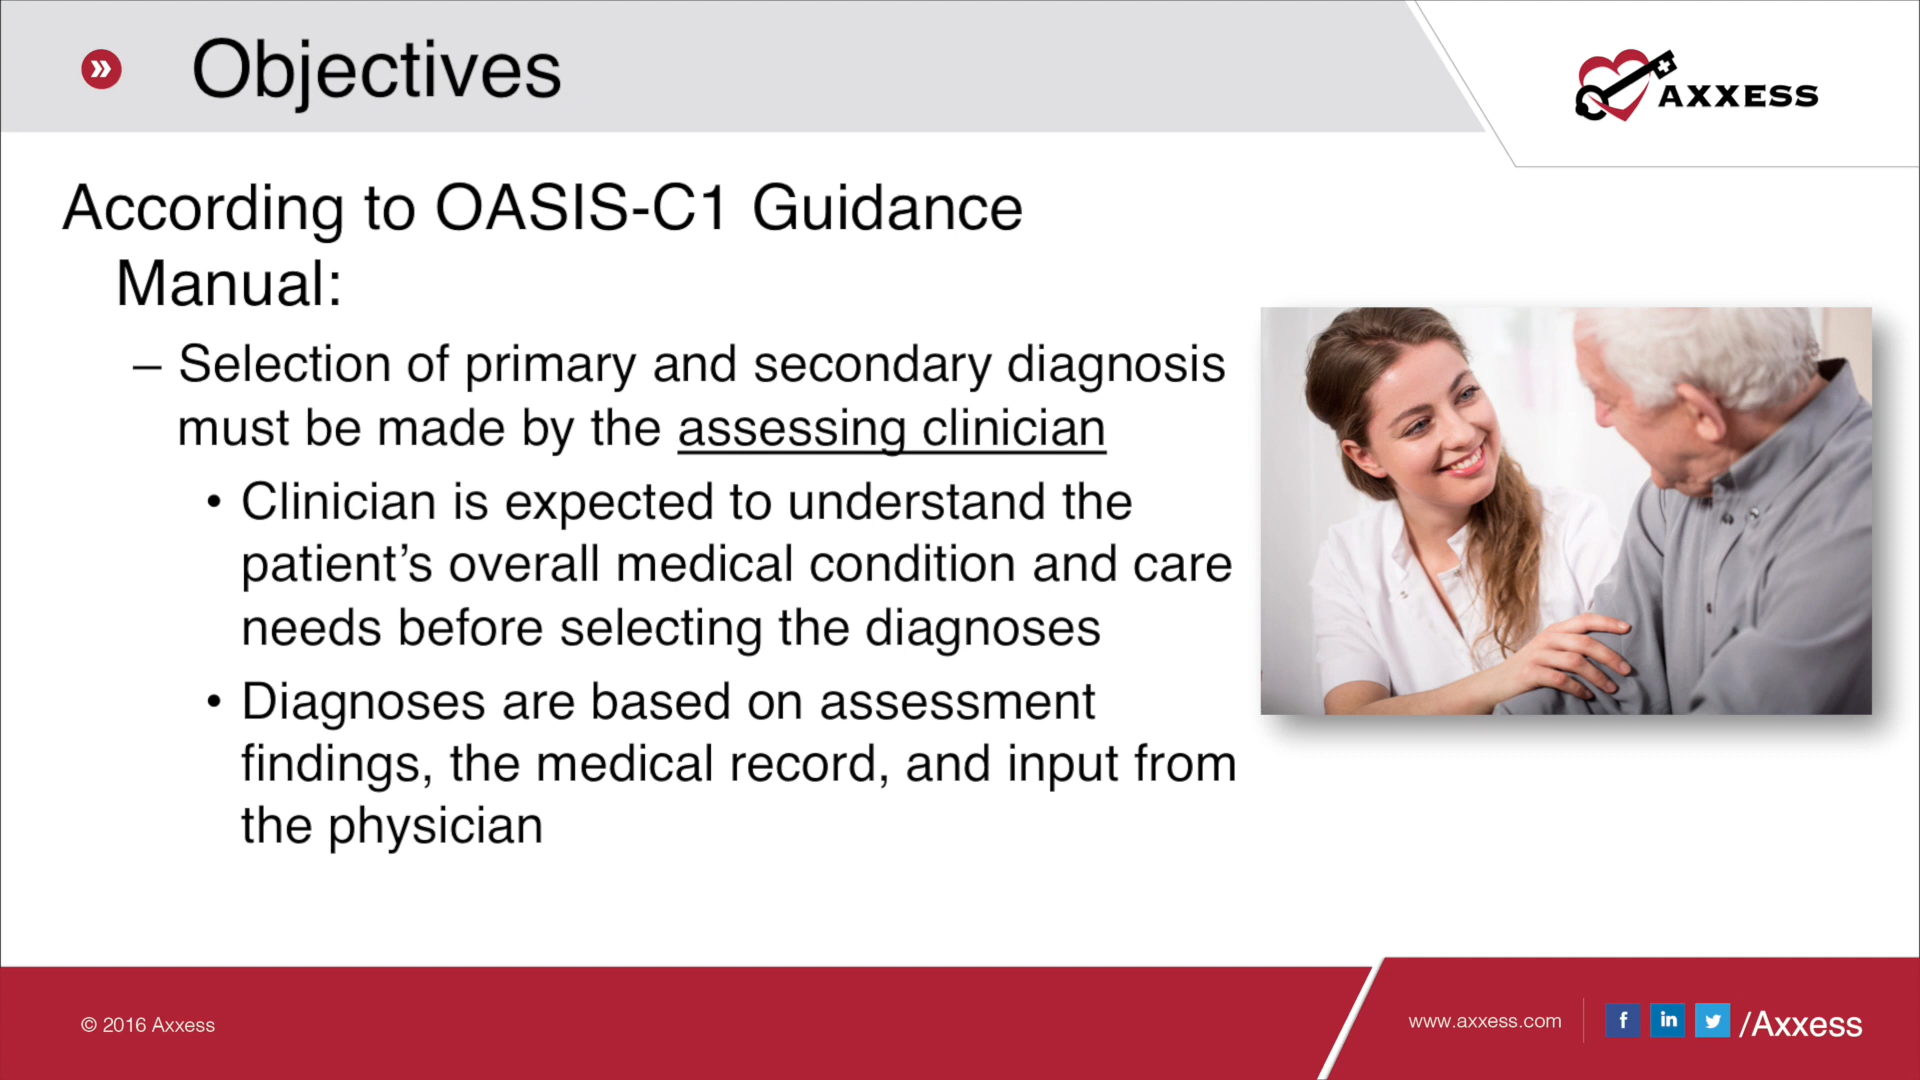 Objectives
AXXESS
According to OASIS-C1 Guidance
Manual:
– Selection of primary and secondary diagnosis
must be made by the assessing clinician
• Clinician is expected to understand the
patient’s overall medical condition and care
needs before selecting the diagnoses
• Diagnoses are based on assessment
findings, the medical record, and input from
the physician
© 2016 Axxess
www.axxess.com
f in /Axxess